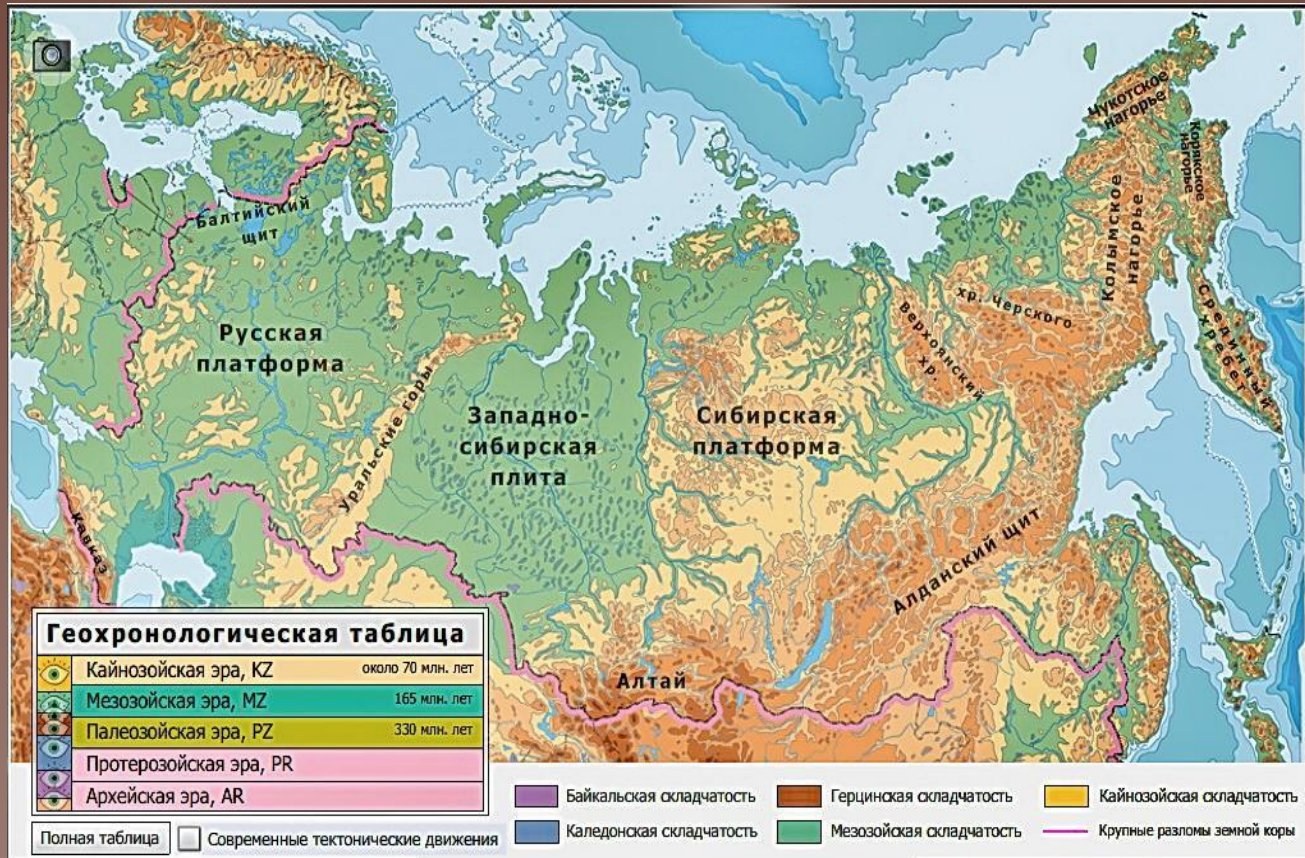 Чукотское
нагорье
Корякское
нагорье
Балтийский
щит
Колымское
нагорье
хр. Черского
Верхоянский
хр.
Срединный
хребет
Русская
платформа
Уральские горы
Западно-
сибирская
плита
Сибирская
платформа
Кавказ
Алданский щит
Алтай
Геохронологическая таблица
Кайнозойская эра, KZ около 70 млн. лет
Мезозойская эра, MZ 165 млн. лет
Палеозойская эра, PZ 330 млн. лет
Протерозойская эра, PR
Архейская эра, AR
Байкальская складчатость Герцинская складчатость Кайнозойская складчатость
Каледонская складчатость Мезозойская складчатость Крупные разломы земной коры
Полная таблица Современные тектонические движения